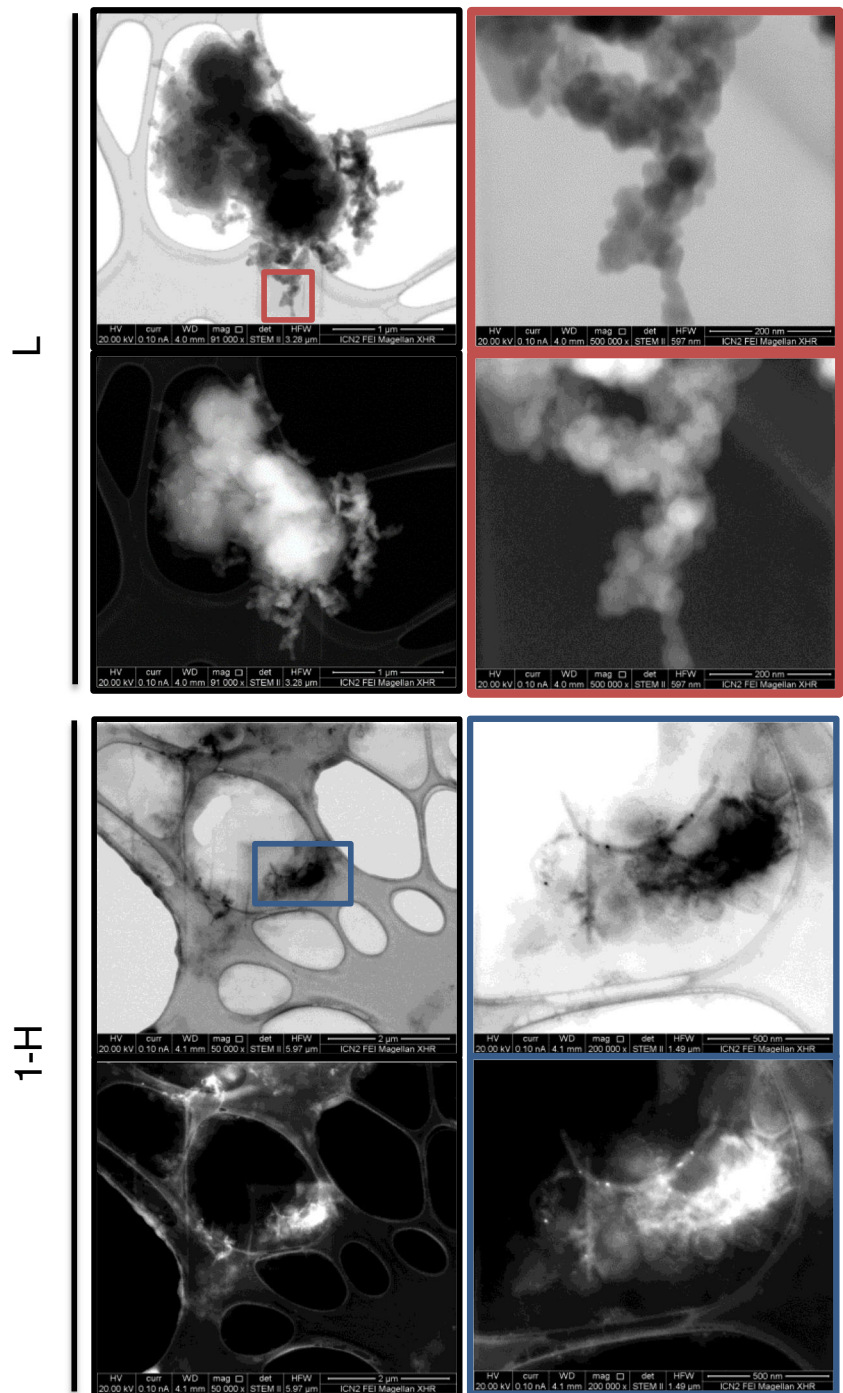 L
HV curr WD mag □ det HFW 1 µm
20.00 kV 0.10 nA 4.0 mm 91 000 x STEM II 3.28 µm ICN2 FEI Magellan XHR
HV curr WD mag □ det HFW 200 nm
20.00 kV 0.10 nA 4.0 mm 500 000 x STEM II 597 nm ICN2 FEI Magellan XHR
HV curr WD mag □ det HFW 1 µm
20.00 kV 0.10 nA 4.0 mm 91 000 x STEM II 3.28 µm ICN2 FEI Magellan XHR
HV curr WD mag □ det HFW 200 nm
20.00 kV 0.10 nA 4.0 mm 500 000 x STEM II 597 nm ICN2 FEI Magellan XHR
1-H
HV curr WD mag □ det HFW 2 µm
20.00 kV 0.10 nA 4.1 mm 50 000 x STEM II 5.97 µm ICN2 FEI Magellan XHR
HV curr WD mag □ det HFW 500 nm
20.00 kV 0.10 nA 4.1 mm 200 000 x STEM II 1.49 µm ICN2 FEI Magellan XHR
HV curr WD mag □ det HFW 2 µm
20.00 kV 0.10 nA 4.1 mm 50 000 x STEM II 5.97 µm ICN2 FEI Magellan XHR
HV curr WD mag □ det HFW 500 nm
20.00 kV 0.10 nA 4.1 mm 200 000 x STEM II 1.49 µm ICN2 FEI Magellan XHR